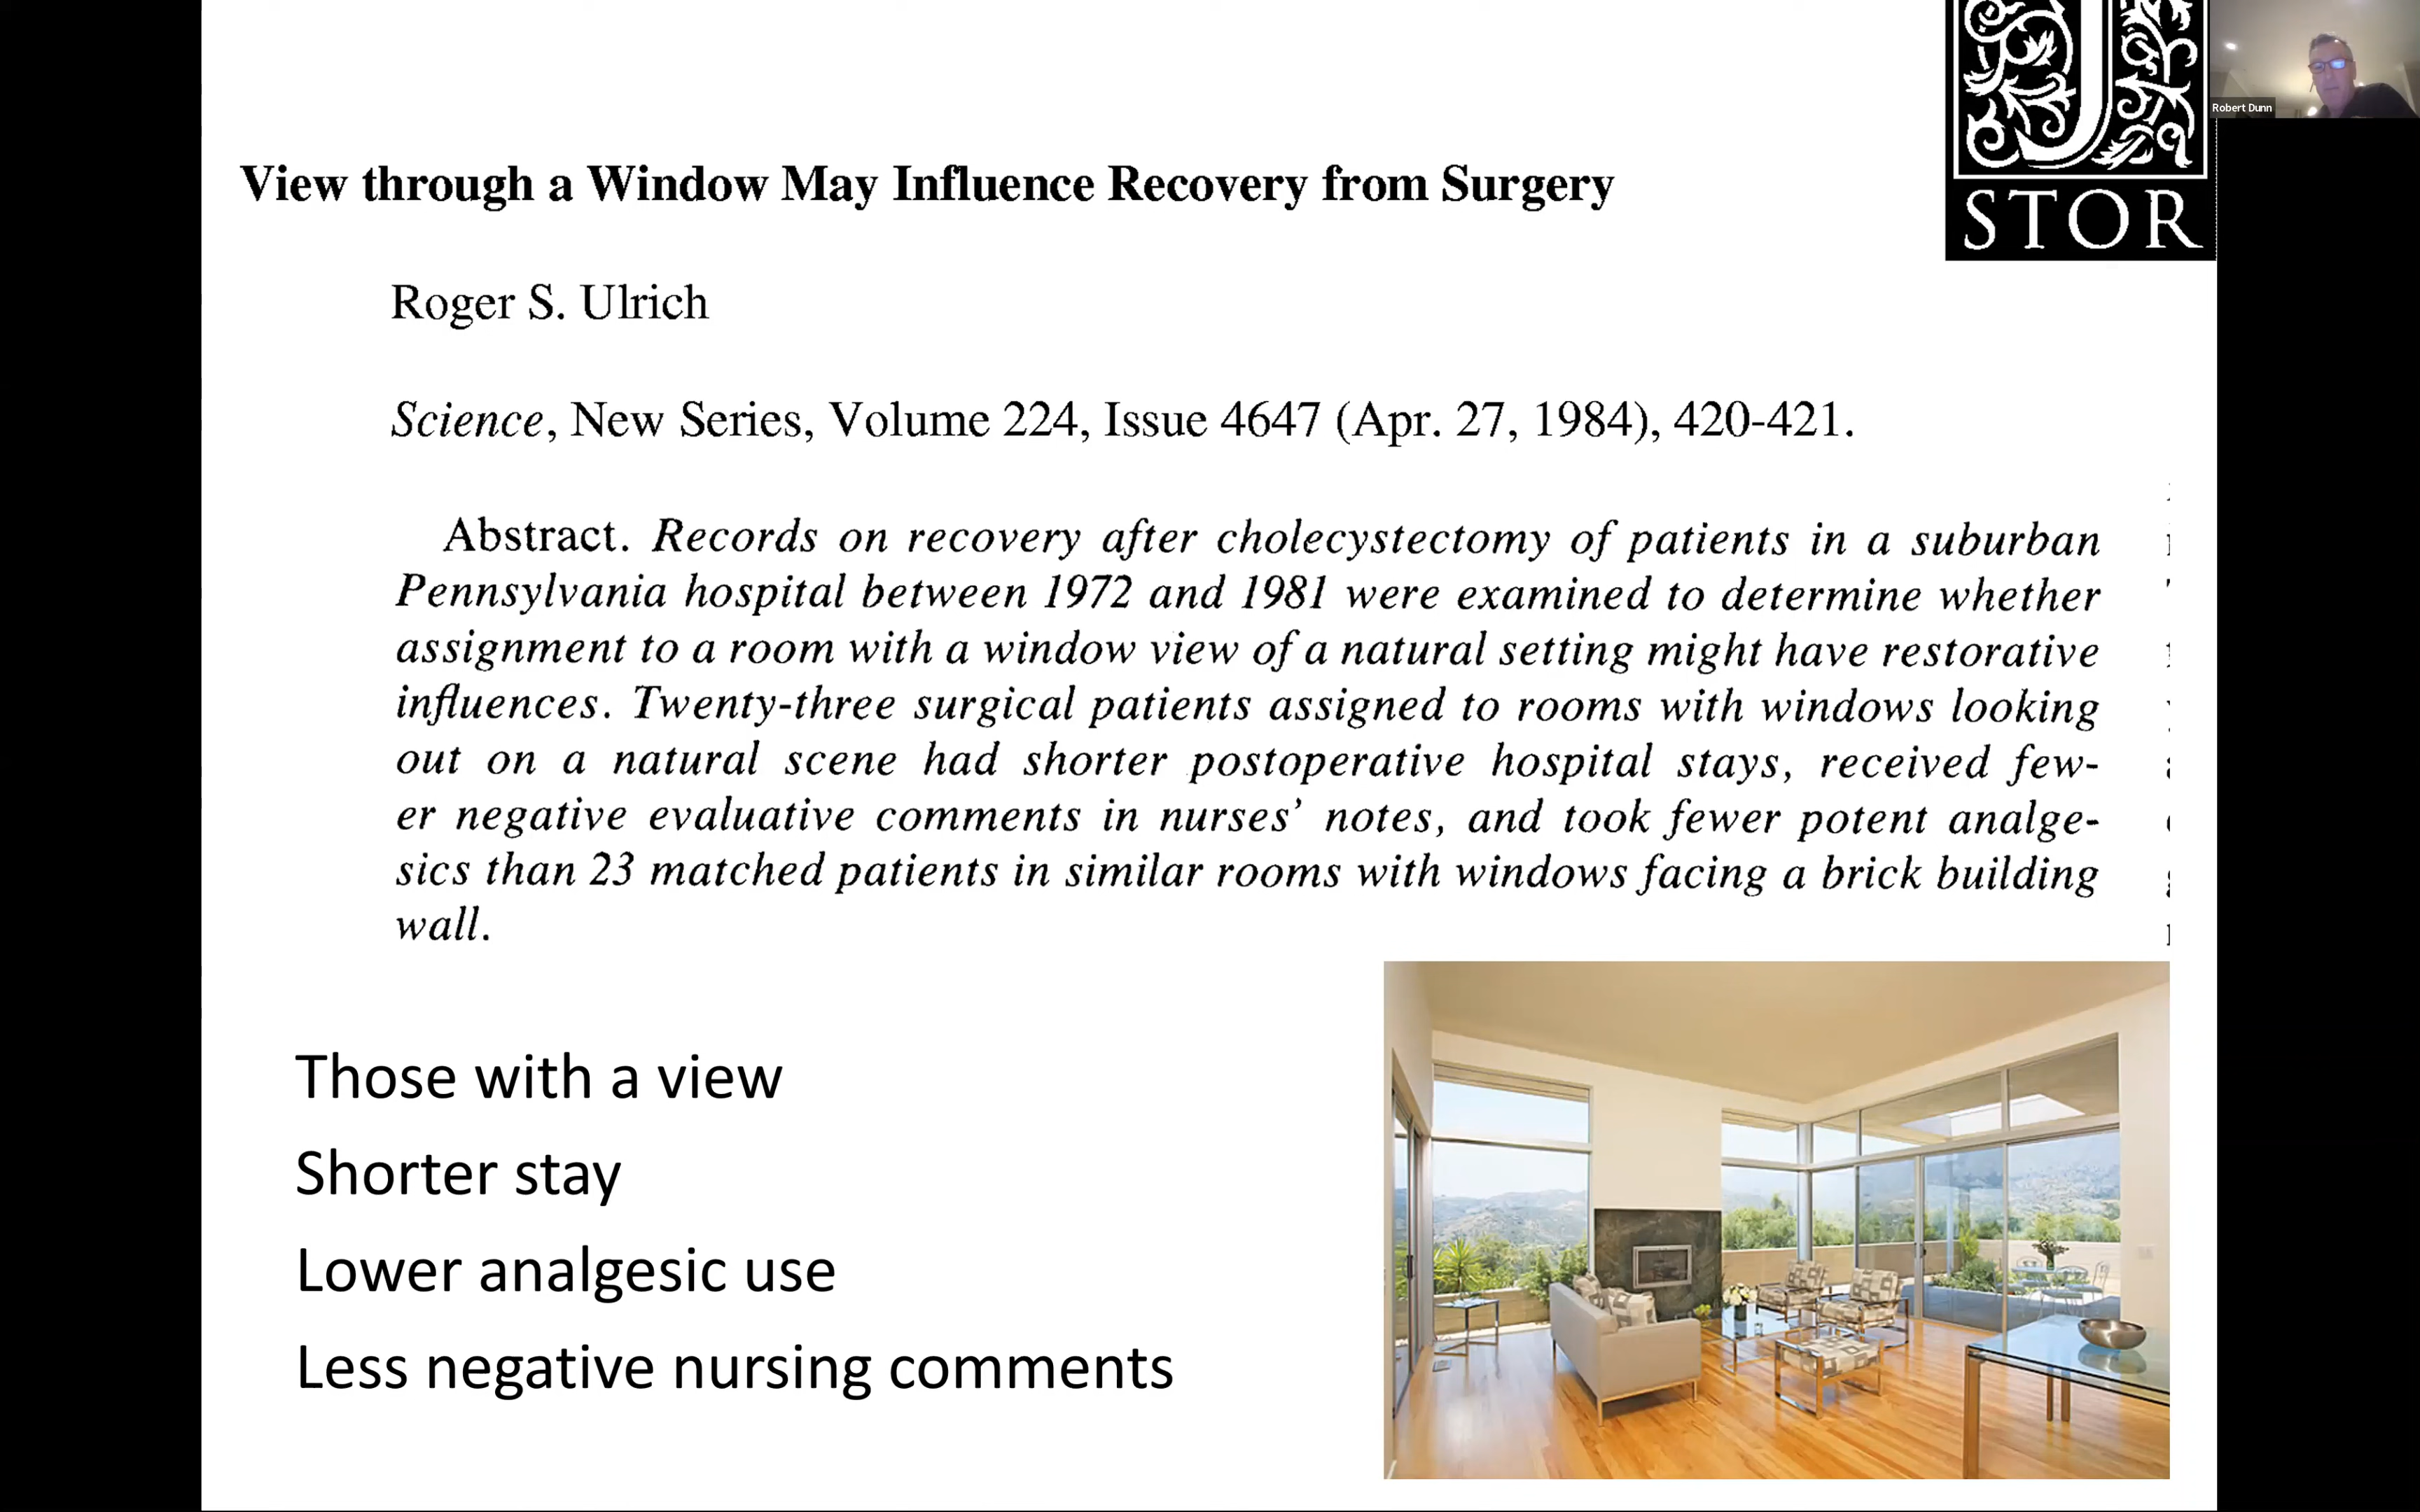 STOR
Robert Dunn
View through a Window May Influence Recovery from Surgery
Roger S. Ulrich
Science, New Series, Volume 224, Issue 4647 (Apr. 27, 1984), 420-421.
Abstract. Records on recovery after cholecystectomy of patients in a suburban
Pennsylvania hospital between 1972 and 1981 were examined to determine whether
assignment to a room with a window view of a natural setting might have restorative
influences. Twenty-three surgical patients assigned to rooms with windows looking
out on a natural scene had shorter postoperative hospital stays, received few-
er negative evaluative comments in nurses' notes, and took fewer potent analge-
sics than 23 matched patients in similar rooms with windows facing a brick building
wall.
Those with a view
Shorter stay
Lower analgesic use
Less negative nursing comments